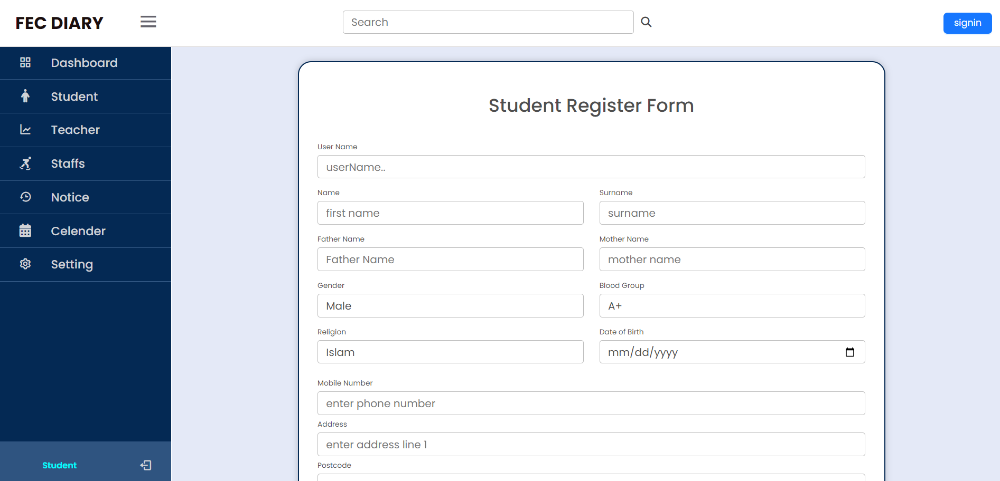 FEC DIARY
Search
signin
Dashboard
Student
Teacher
Staffs
Notice
Celender
Setting
Student
Student Register Form
User Name
userName..
Name Surname
first name surname
Father Name Mother Name
Father Name mother name
Gender Blood Group
Male A+
Religion Date of Birth
Islam mm/dd/yyyy
Mobile Number
enter phone number
Address
enter address line 1
Postcode